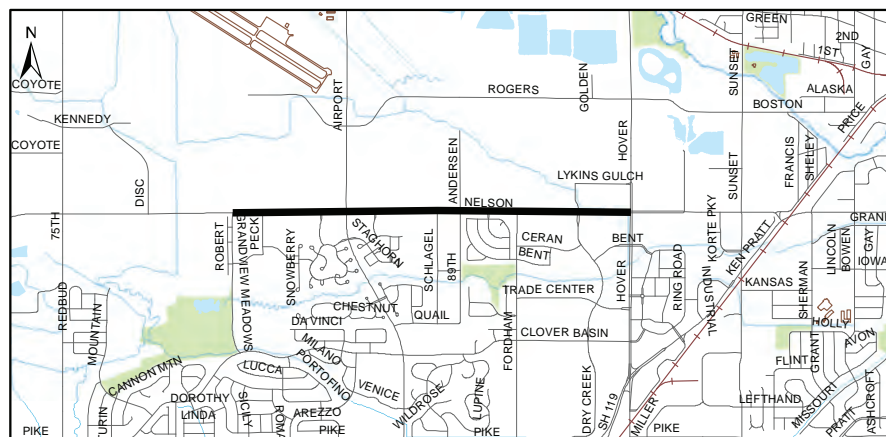 N
GREEN
2ND
1ST
GAY
SUNSET
COYOTE
AIRPORT
ROGERS
GOLDEN
ALASKA
BOSTON
PRICE
KENNEDY
COYOTE
HOVER
FRANCIS
SHELEY
ANDERSEN
LYKINS GULCH
SUNSET
DISC
NELSON
75TH
ROBERT
GRANDVIEW MEADOWS
PECK
SNOWBERRY
STAGHORN
SCHLAGEL
89TH
CERAN
BENT
BENT
HOVER
RING ROAD
KORTE PKY
INDUSTRIAL
KEN PRATT
LINCOLN
BOWEN
GAY
IOWA
KANSAS
SHERMAN
REDBUD
MOUNTAIN
CHESTNUT
QUAIL
TRADE CENTER
DA VINCI
FORDHAM
CLOVER BASIN
GRANT
HOLLY
AVON
MILANO
PORTOFINO
LUCCA
CANNON MTN
VENICE
WILDROSE
LUPINE
DRY CREEK
SH 119
MILLER
FLINT
MISSOURI
LEFTHAND
PRATT
ASHCROFT
DOROTHY
LINDA
SICILY
AREZZO
PIKE
PIKE
PIKE
PIKE